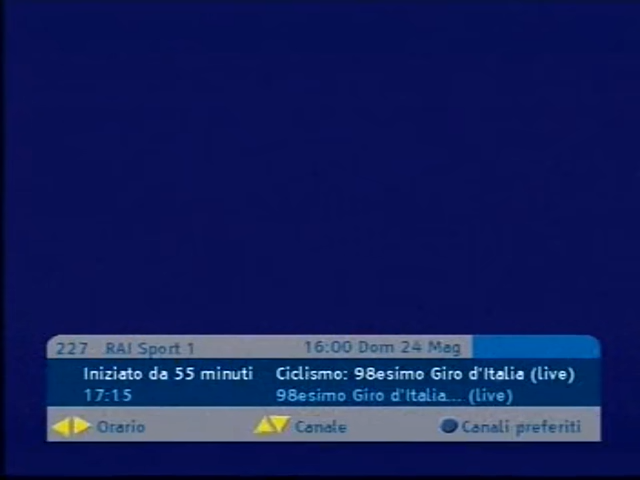 227 RAI Sport 1 16:00 Dom 24 Mag
Iniziato da 55 minuti Ciclismo: 98esimo Giro d'Italia (live)
17:15 98esimo Giro d'Italia... (live)
Orario Canale Canali preferiti